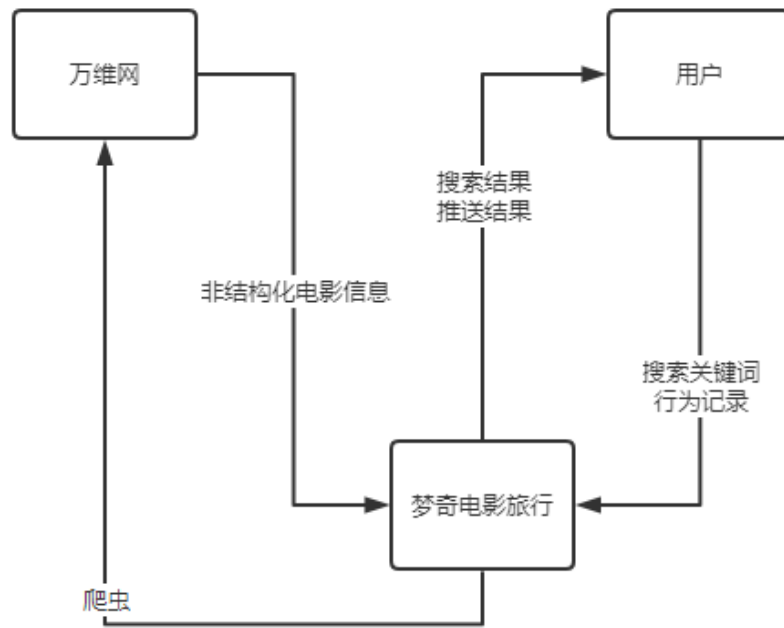 万维网
用户
搜索结果
推送结果
非结构化电影信息
搜索关键词
行为记录
梦奇电影旅行
爬虫